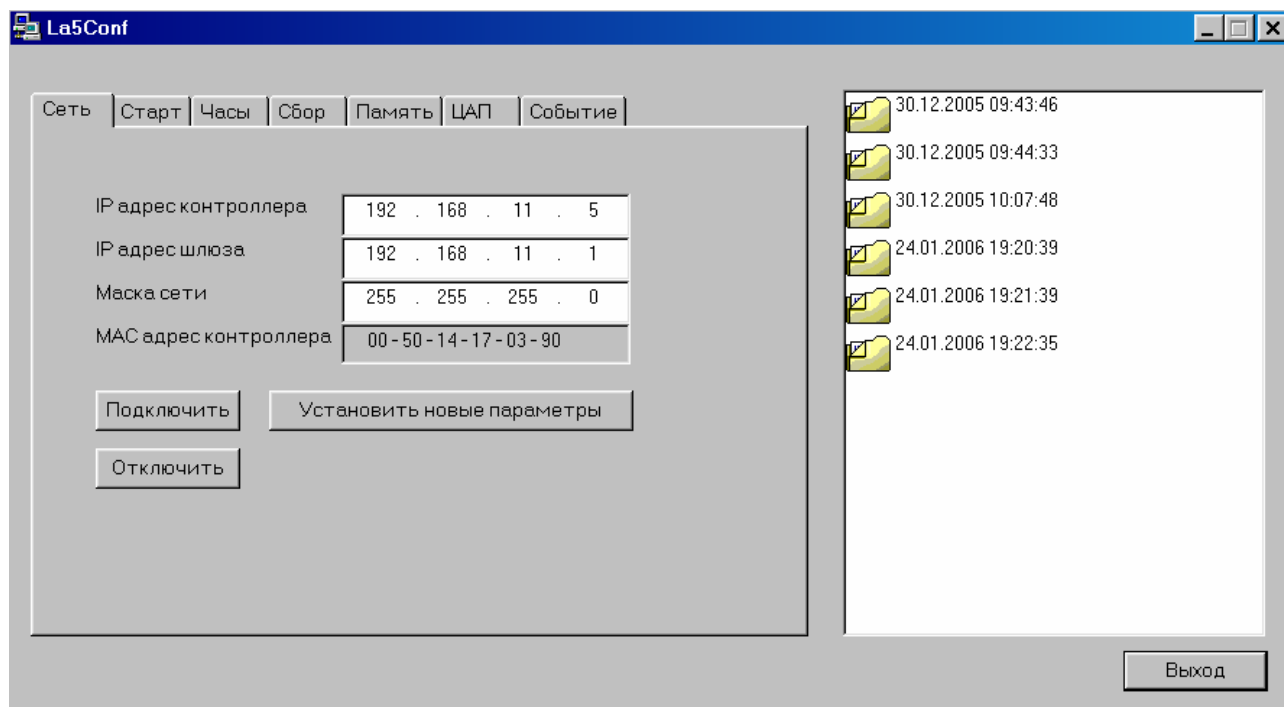 La5Conf
Сеть Старт Часы Сбор Память ЦАП Событие
IP адрес контроллера 192 . 168 . 11 . 5
IP адрес шлюза 192 . 168 . 11 . 1
Маска сети 255 . 255 . 255 . 0
MAC адрес контроллера 00-50-14-17-03-90
Подключить Установить новые параметры
Отключить
30.12.2005 09:43:46
30.12.2005 09:44:33
30.12.2005 10:07:48
24.01.2006 19:20:39
24.01.2006 19:21:39
24.01.2006 19:22:35
Выход